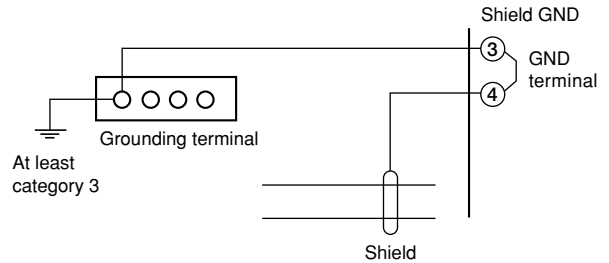 Shield GND
3
GND
terminal
4
Grounding terminal
At least
category 3
Shield